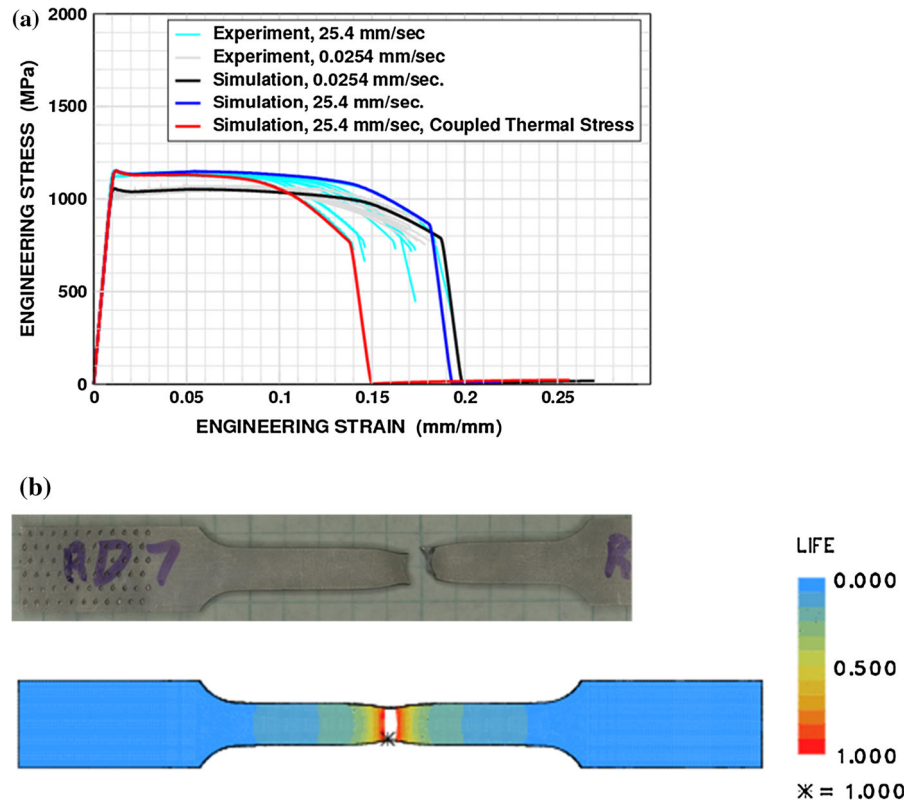 (a)
2000
1500
1000
500
0
ENGINEERING STRESS (MPa)
Experiment, 25.4 mm/sec
Experiment, 0.0254 mm/sec
Simulation, 0.0254 mm/sec.
Simulation, 25.4 mm/sec.
Simulation, 25.4 mm/sec, Coupled Thermal Stress
0 0.05 0.1 0.15 0.2 0.25
ENGINEERING STRAIN (mm/mm)
(b)
RD 7
R
LIFE
0.000
0.500
1.000
ж = 1.000